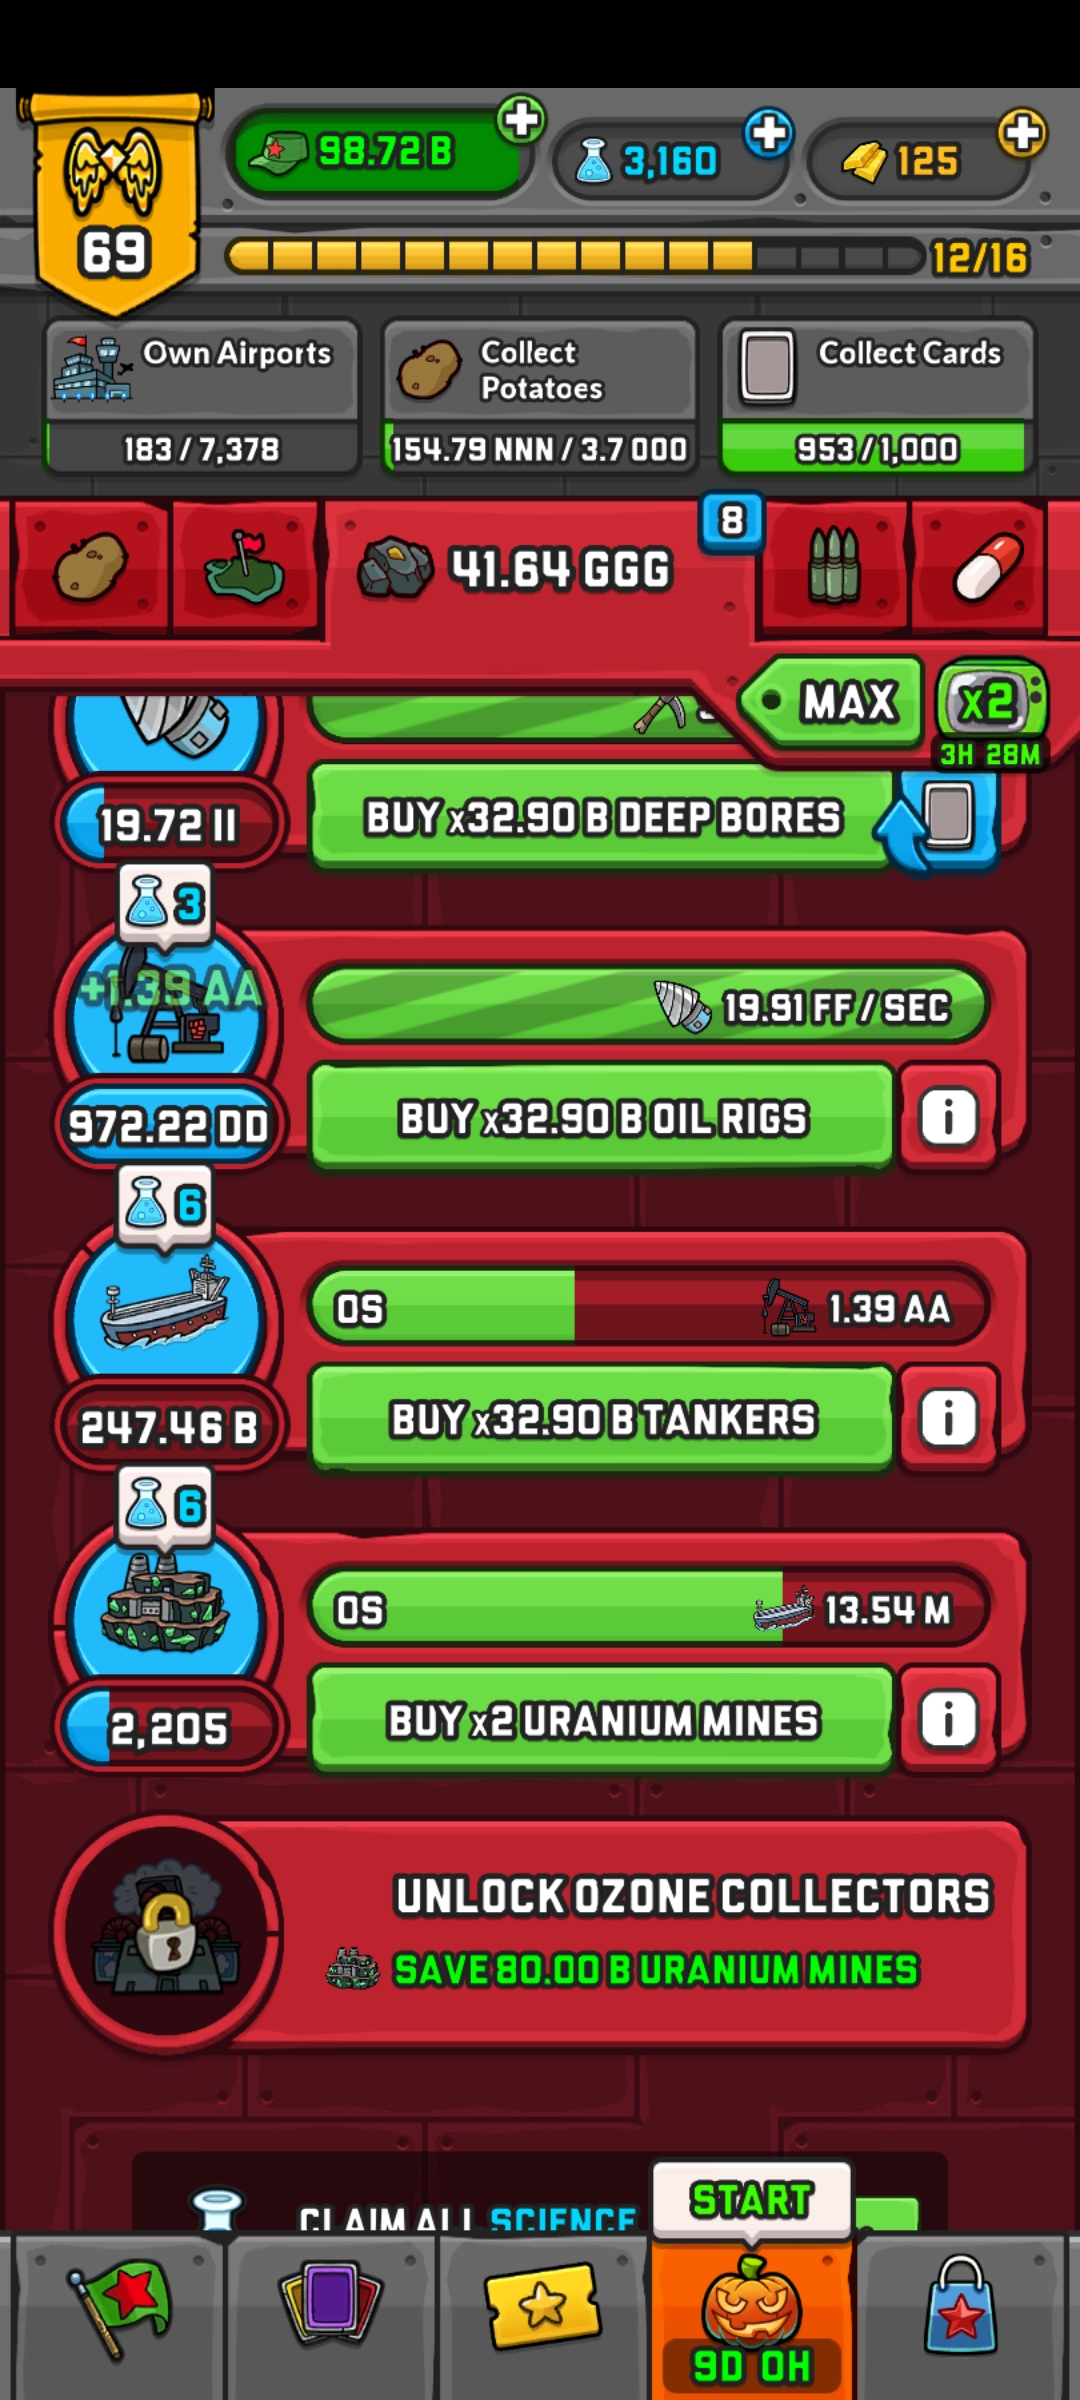 98.72 B
3,160
125
69
12/16
Own Airports
183 / 7,378
Collect
Potatoes
154.79 NNN / 3.7 OOO
Collect Cards
953 / 1,000
41.64 GGG
8
MAX
x2
3H 28M
19.72 II
BUY x32.90 B DEEP BORES
3
+1.39 AA
972.22 DD
19.91 FF / SEC
BUY x32.90 B OIL RIGS
i
6
247.46 B
0S
1.39 AA
BUY x32.90 B TANKERS
i
6
2,205
0S
13.54 M
BUY x2 URANIUM MINES
i
UNLOCK OZONE COLLECTORS
SAVE 80.00 B URANIUM MINES
CLAIM ALL SCIENCE
START
9D 0H